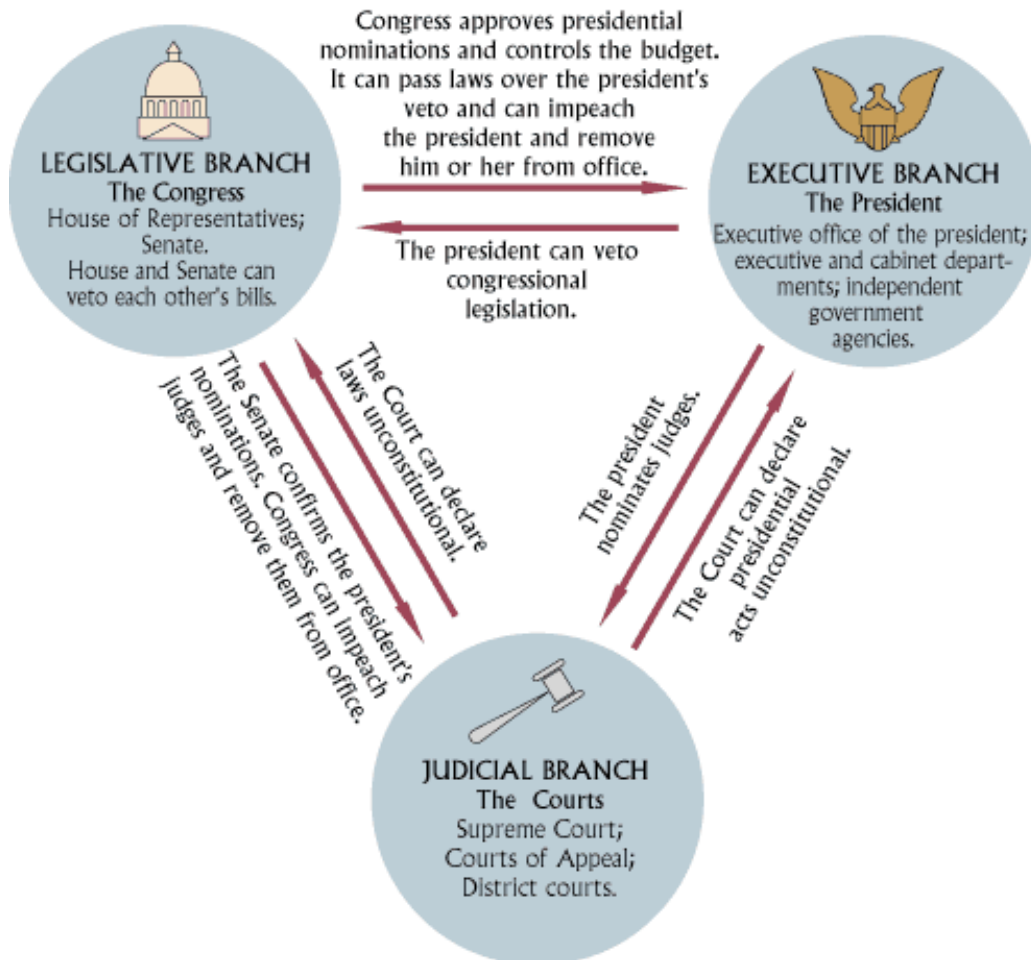 Congress approves presidential
nominations and controls the budget.
It can pass laws over the president's
veto and can impeach
the president and remove
him or her from office.
LEGISLATIVE BRANCH
The Congress
House of Representatives;
Senate.
House and Senate can
veto each other's bills.
EXECUTIVE BRANCH
The President
Executive office of the president;
executive and cabinet depart-
ments; independent
government
agencies.
The president can veto
congressional
legislation.
The Senate confirms the president's
nominations. Congress can impeach
judges and remove them from office.
The Court can declare
laws unconstitutional.
The president
nominates judges.
The Court can declare
presidential
acts unconstitutional.
JUDICIAL BRANCH
The Courts
Supreme Court;
Courts of Appeal;
District courts.